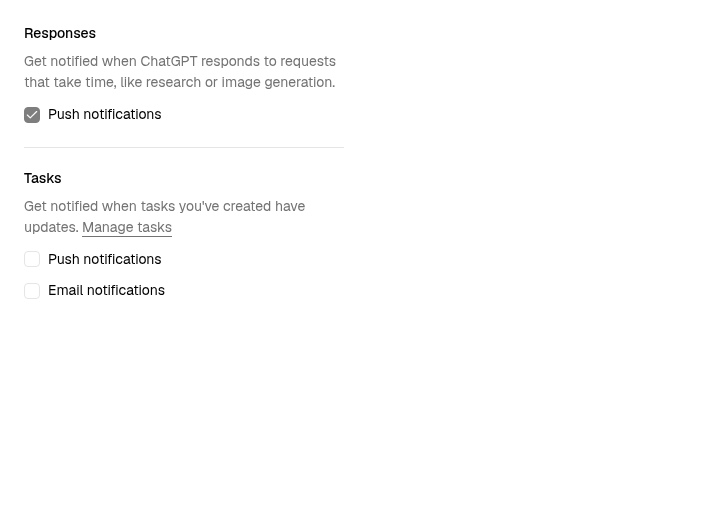 Responses
Get notified when ChatGPT responds to requests
that take time, like research or image generation.
Push notifications
Tasks
Get notified when tasks you've created have
updates. Manage tasks
Push notifications
Email notifications